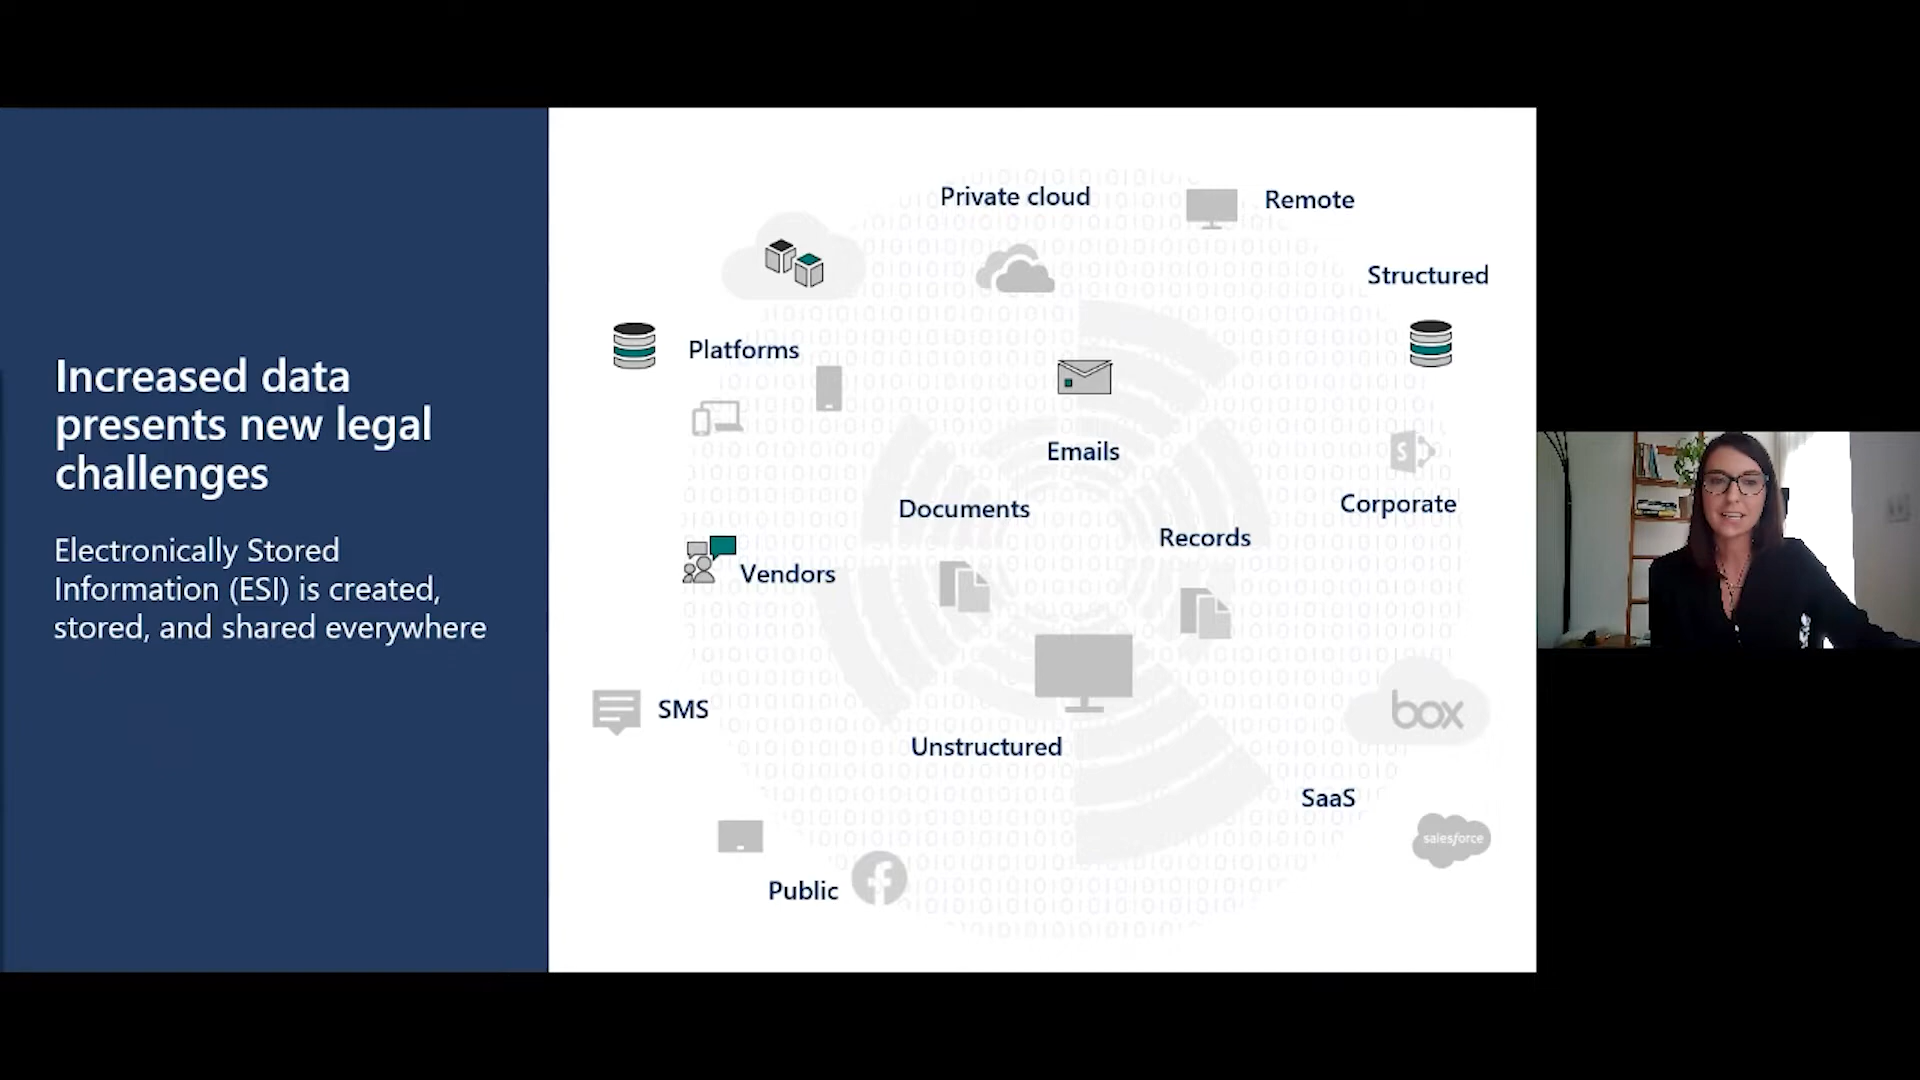 Increased data
presents new legal
challenges
Electronically Stored
Information (ESI) is created,
stored, and shared everywhere
Private cloud
Remote
Structured
Platforms
Emails
S
Corporate
Documents
Records
Vendors
SMS
box
Unstructured
SaaS
salesforce
Public
f